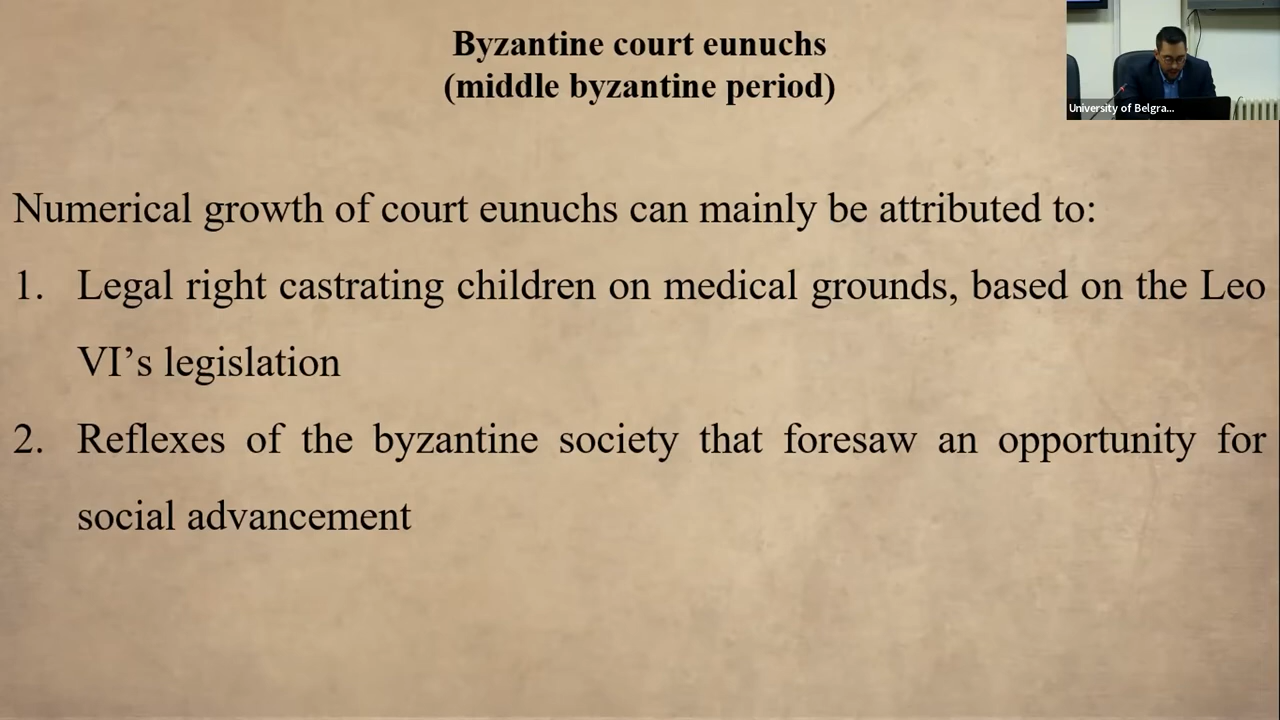 Byzantine court eunuchs
(middle byzantine period)
University of Belgra...
Numerical growth of court eunuchs can mainly be attributed to:
1. Legal right castrating children on medical grounds, based on the Leo
VI’s legislation
2. Reflexes of the byzantine society that foresaw an opportunity for
social advancement